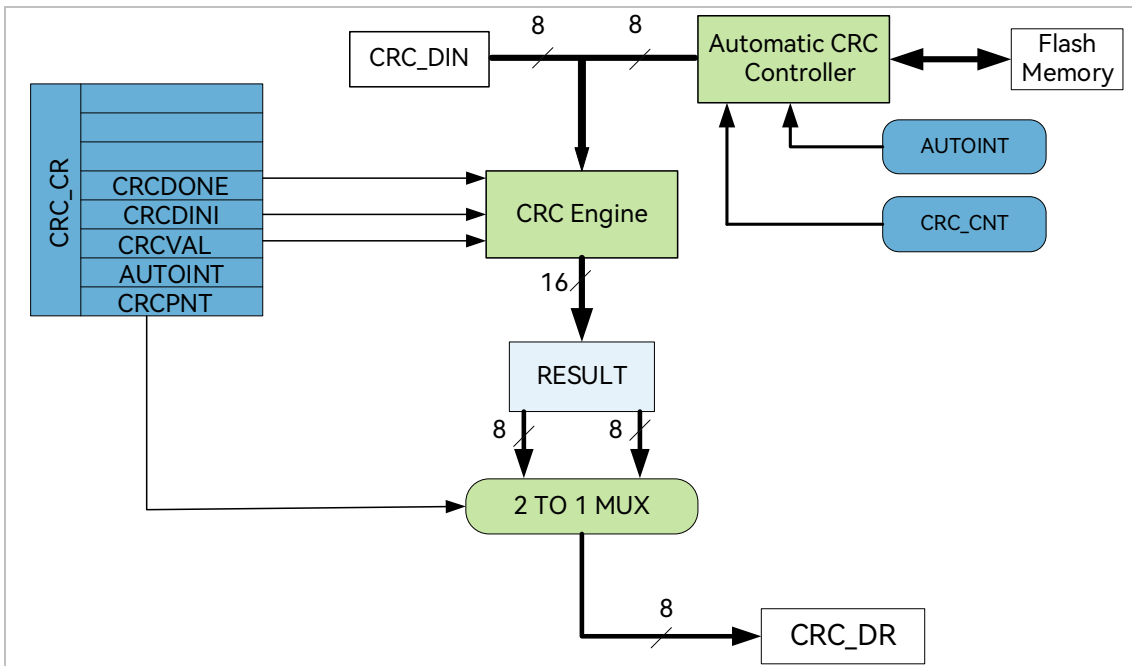 8
8
CRC_DIN
Automatic CRC
Controller
Flash
Memory
AUTOINT
CRC_CR
CRCDONE
CRCDINI
CRCVAL
AUTOINT
CRCPNT
CRC Engine
CRC_CNT
16
RESULT
8
8
2 TO 1 MUX
8
CRC_DR